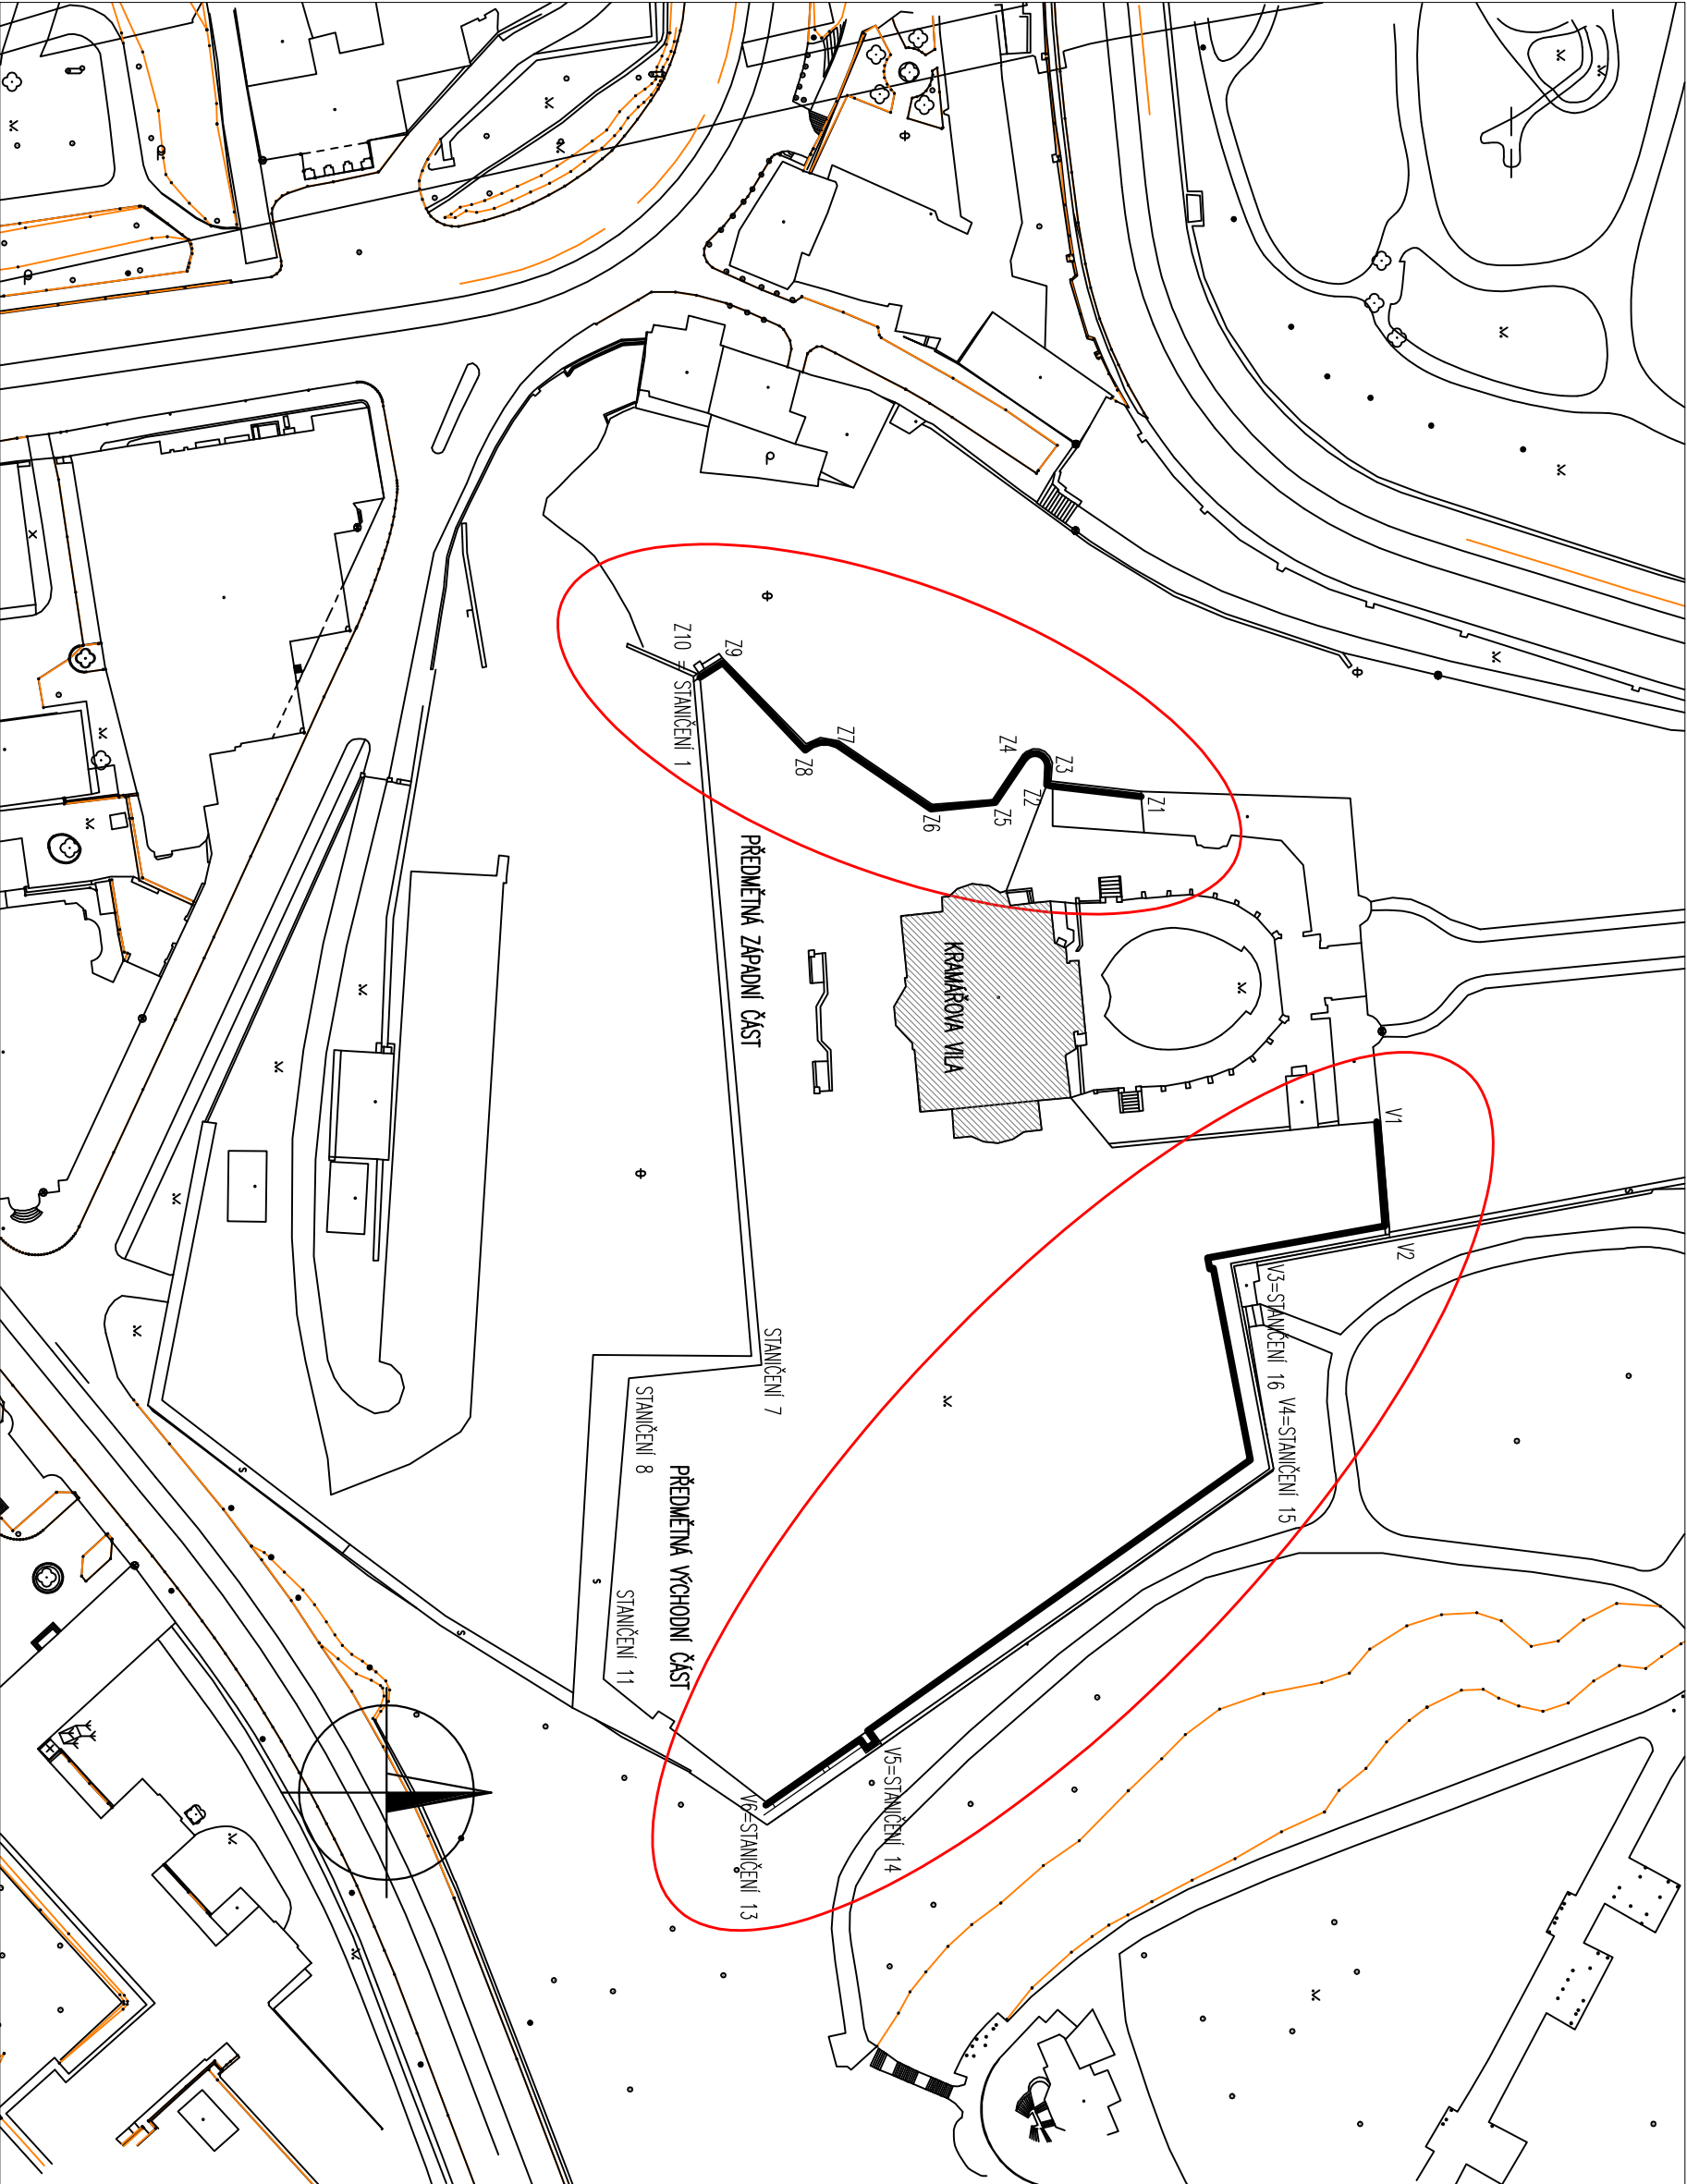 Z10 = STANIČENÍ 1
Z9
Z8
Z7
Z6
Z5
Z4
Z3
Z2
Z1
PŘEDMĚTNÁ ZÁPADNÍ ČÁST
KRAMÁŘOVA VILA
V1
V2
V3=STANIČENÍ 16
V4=STANIČENÍ 15
STANIČENÍ 7
STANIČENÍ 8
PŘEDMĚTNÁ VÝCHODNÍ ČÁST
STANIČENÍ 11
V5=STANIČENÍ 14
V6=STANIČENÍ 13